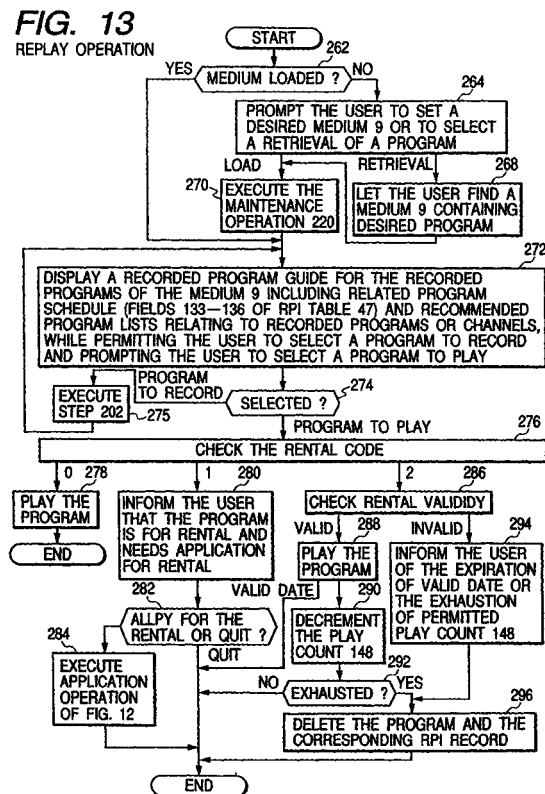 FIG. 13
REPLAY OPERATION
START
262
YES
MEDIUM LOADED ?
NO
264
PROMPT THE USER TO SET A
DESIRED MEDIUM 9 OR TO SELECT
A RETRIEVAL OF A PROGRAM
LOAD
RETRIEVAL
268
270
EXECUTE THE
MAINTENANCE
OPERATION 220
LET THE USER FIND A
MEDIUM 9 CONTAINING
DESIRED PROGRAM
272
DISPLAY A RECORDED PROGRAM GUIDE FOR THE RECORDED
PROGRAMS OF THE MEDIUM 9 INCLUDING RELATED PROGRAM
SCHEDULE (FIELDS 133—136 OF RPI TABLE 47) AND RECOMMENDED
PROGRAM LISTS RELATING TO RECORDED PROGRAMS OR CHANNELS,
WHILE PERMITTING THE USER TO SELECT A PROGRAM TO RECORD
AND PROMPTING THE USER TO SELECT A PROGRAM TO PLAY
PROGRAM
TO RECORD
274
EXECUTE
STEP 202
275
SELECTED ?
PROGRAM TO PLAY
276
CHECK THE RENTAL CODE
0
278
1
280
2
286
PLAY THE
PROGRAM
END
INFORM THE USER
THAT THE PROGRAM
IS FOR RENTAL AND
NEEDS APPLICATION
FOR RENTAL
CHECK RENTAL VALIDIDY
VALID
288
INVALID
294
PLAY THE
PROGRAM
INFORM THE USER
OF THE EXPIRATION
OF VALID DATE OR
THE EXHAUSTION
OF PERMITTED
PLAY COUNT 148
282
VALID DATE
290
ALLPY FOR THE
RENTAL OR QUIT ?
DECREMENT
THE PLAY
COUNT 148
284
QUIT
EXECUTE
APPLICATION
OPERATION
OF FIG. 12
292
NO
EXHAUSTED ?
YES
296
DELETE THE PROGRAM AND THE
CORRESPONDING RPI RECORD
END